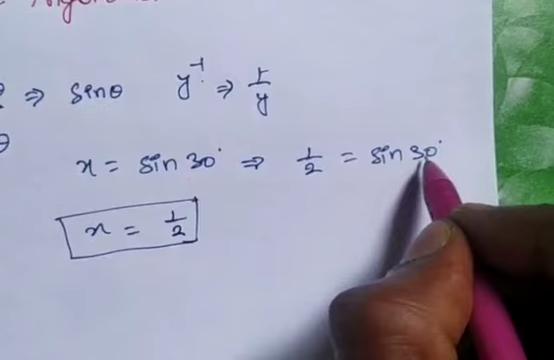 ⇒ sinθ y⁻¹ ⇒ 1/y
θ
x = sin 30° ⇒ 1/2 = sin 30°
x = 1/2